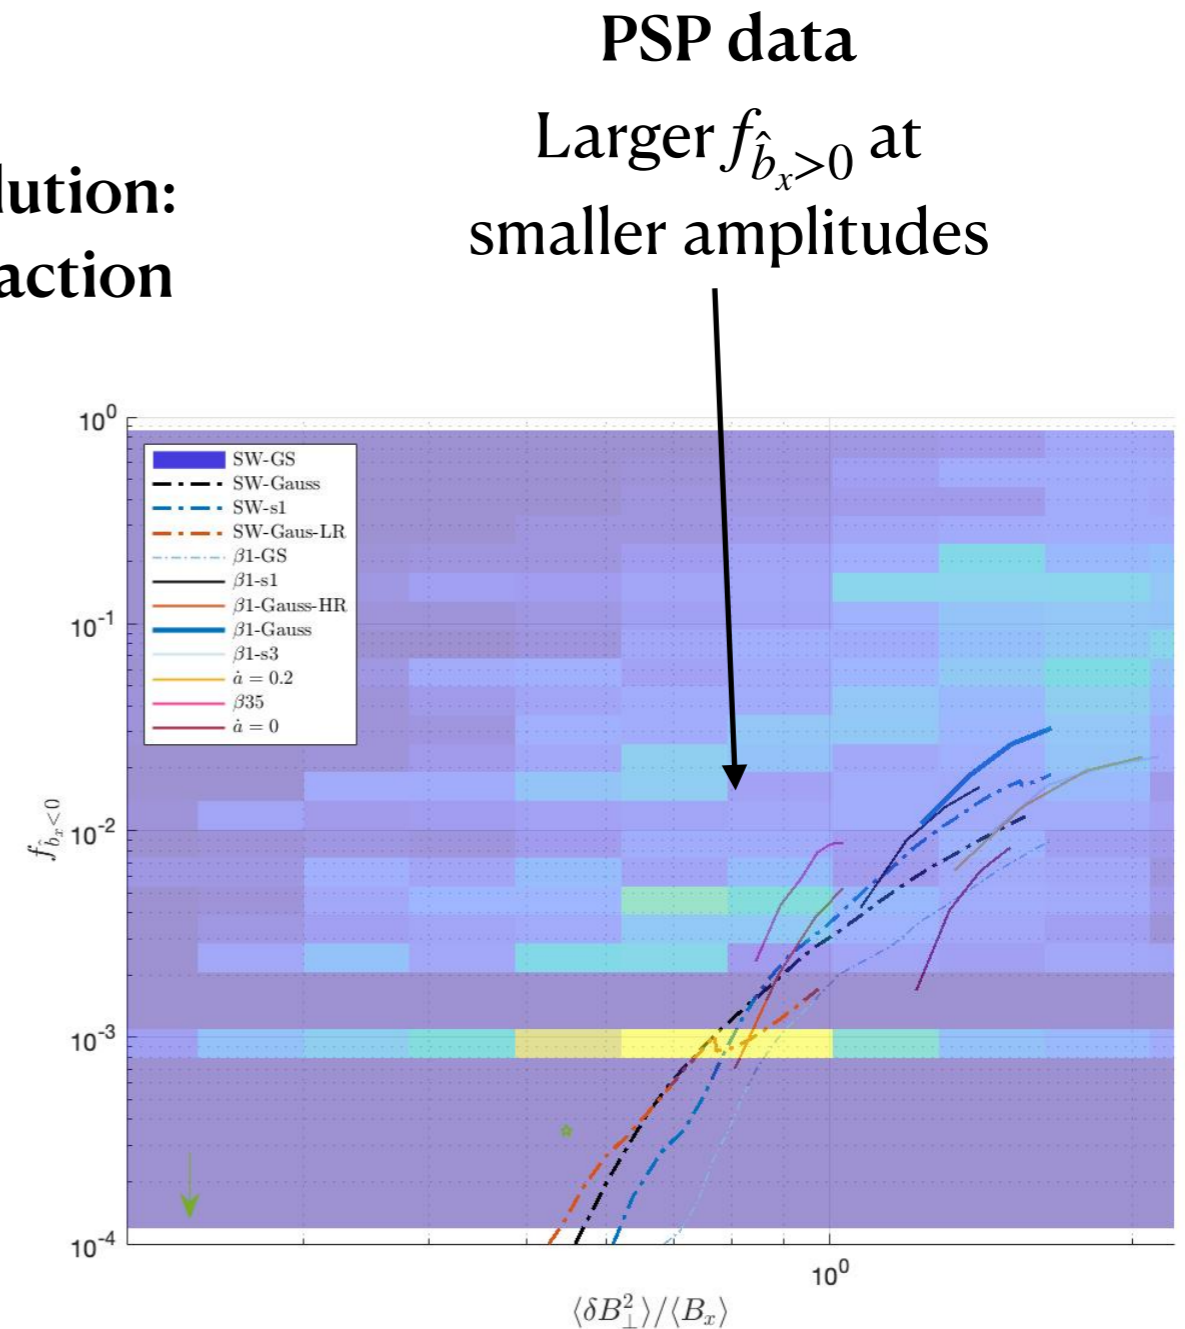 PSP data
Larger f_{b̂_x>0} at
smaller amplitudes
lution:
action
10^0
10^{-1}
10^{-2}
10^{-3}
10^{-4}
f_{b̂_x<0}
SW-GS
SW-Gauss
SW-s1
SW-Gaus-LR
β1-GS
β1-s1
β1-Gauss-HR
β1-Gauss
β1-s3
ȧ = 0.2
β35
ȧ = 0
10^0
⟨δB_⊥^2⟩/⟨B_x⟩